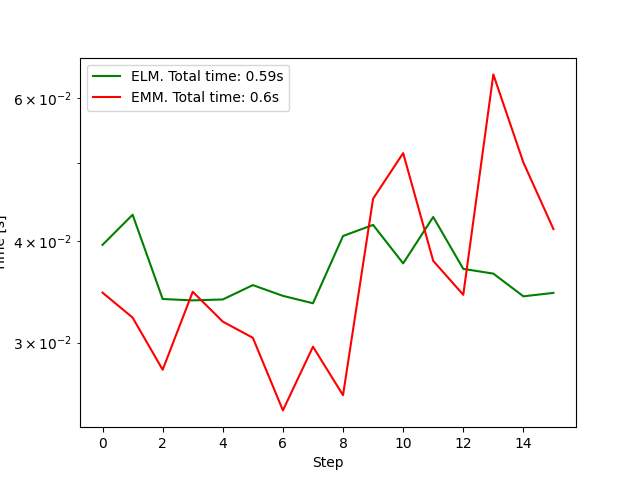 ELM. Total time: 0.59s
EMM. Total time: 0.6s
6 × 10⁻²
4 × 10⁻²
3 × 10⁻²
[s]
0 2 4 6 8 10 12 14
Step